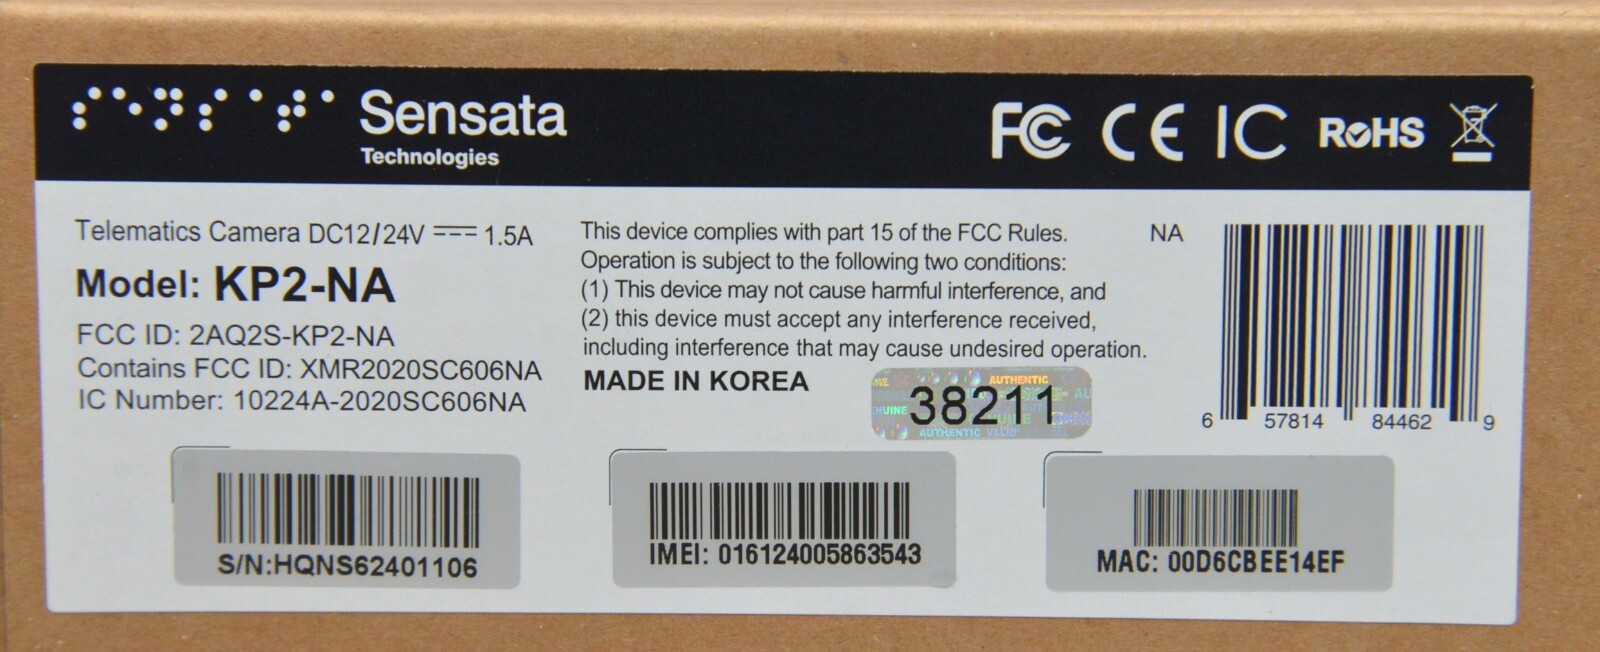 Sensata
Technologies
FC CE IC RoHS
Telematics Camera DC12/24V 1.5A
Model: KP2-NA
FCC ID: 2AQ2S-KP2-NA
Contains FCC ID: XMR2020SC606NA
IC Number: 10224A-2020SC606NA
This device complies with part 15 of the FCC Rules.
Operation is subject to the following two conditions:
(1) This device may not cause harmful interference, and
(2) this device must accept any interference received,
including interference that may cause undesired operation.
MADE IN KOREA
AUTHENTIC
38211
AUTHENTIC VALID
NA
6 57814 84462 9
S/N:HQNS62401106
IMEI: 016124005863543
MAC: 00D6CBEE14EF